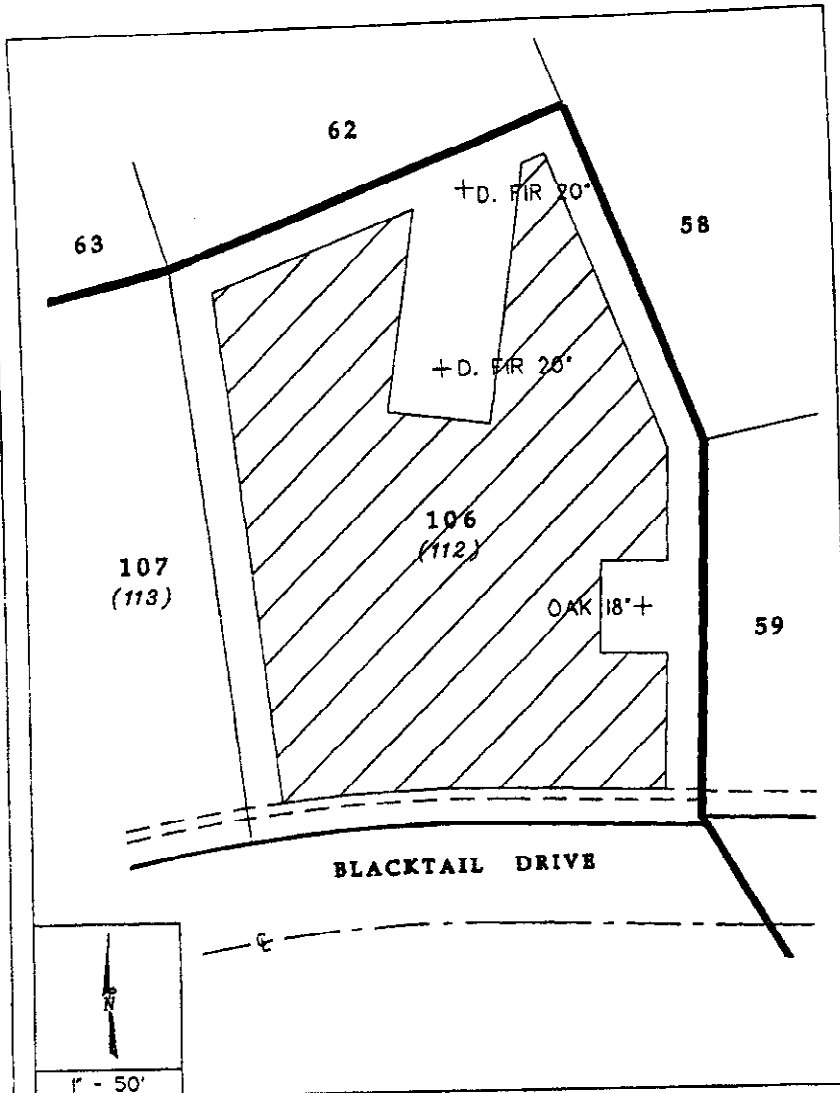 62
+D. FIR 20"
63
58
+D. FIR 20"
106
(112)
107
(113)
OAK 18"+
59
BLACKTAIL DRIVE
℄
N
1" - 50'